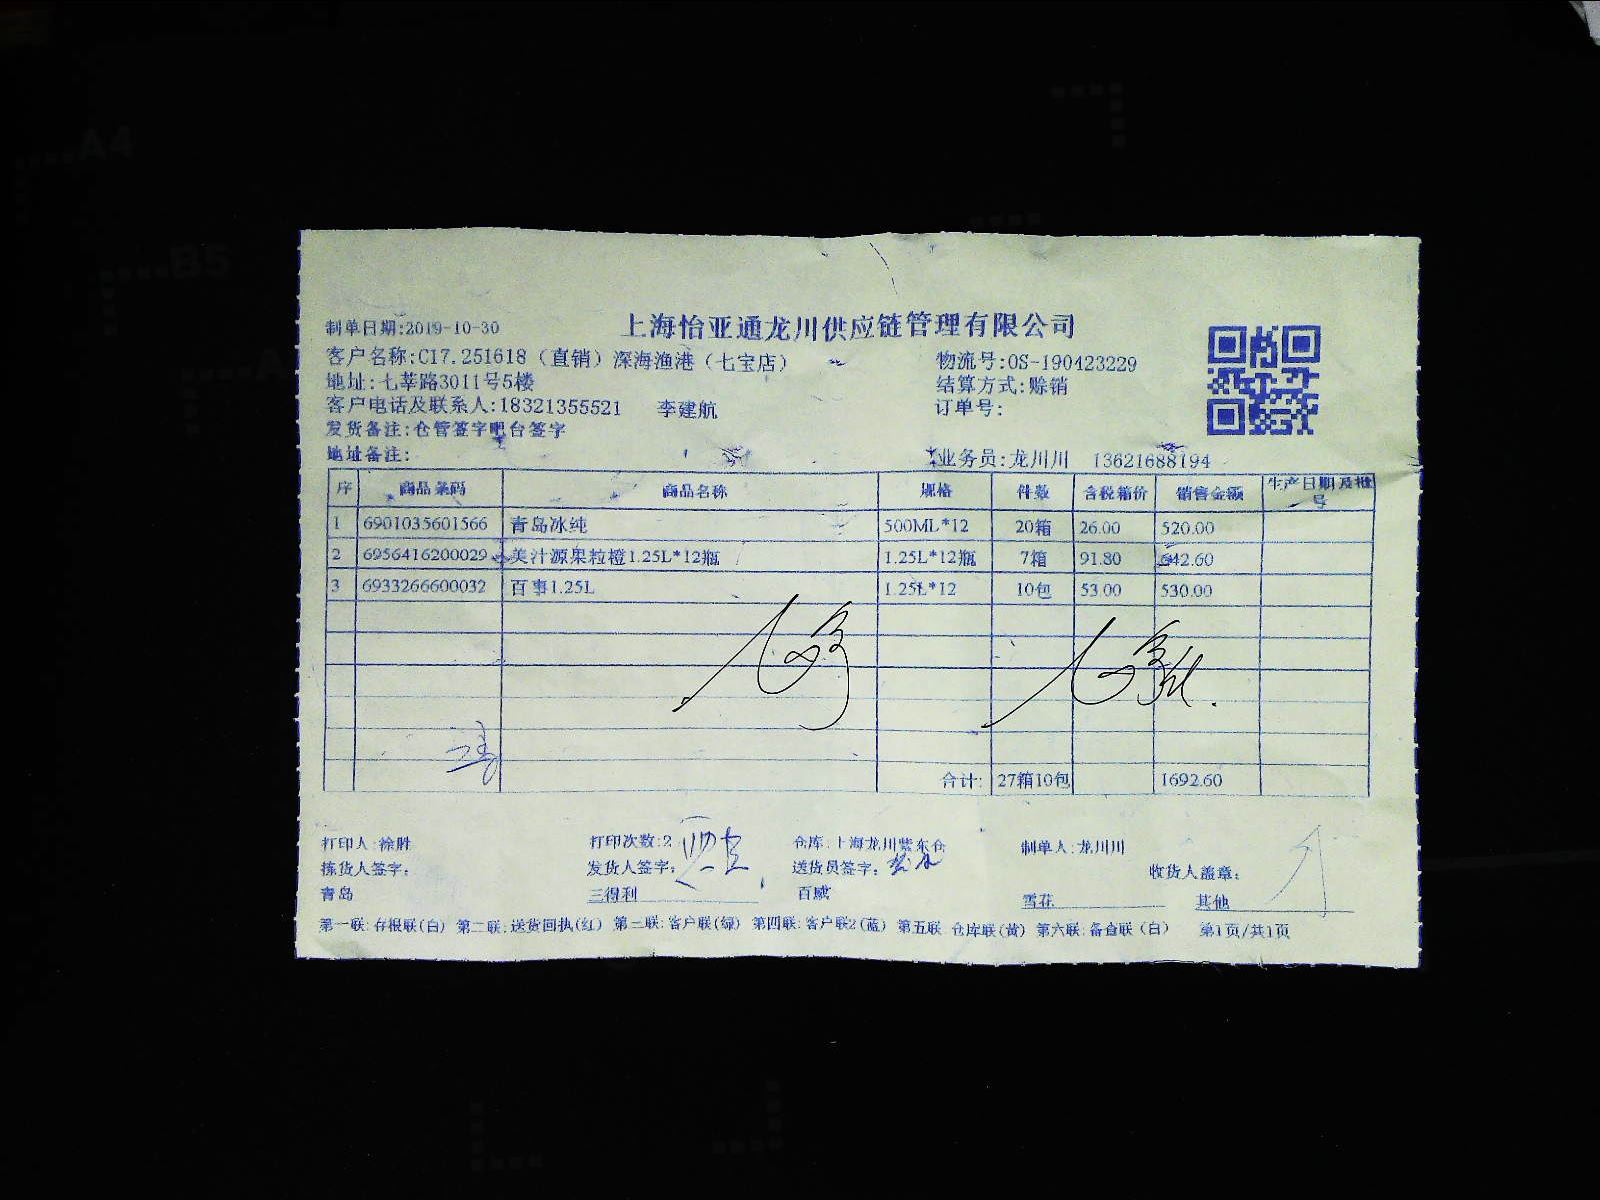 制单日期:2019-10-30 上海怡亚通龙川供应链管理有限公司
客户名称:C17.251618（直销）深海渔港（七宝店） 物流号:OS-190423229
地址:七莘路3011号5楼 结算方式:赊销
客户电话及联系人:18321355521 李建航 订单号:
发货备注:仓管签字吧台签字
地址备注: 业务员:龙川川 13621688194
序 商品条码 商品名称 规格 件数 含税箱价 销售金额 生产日期及批号
1 6901035601566 青岛冰纯 500ML*12 20箱 26.00 520.00
2 6956416200029 美汁源果粒橙1.25L*12瓶 1.25L*12瓶 7箱 91.80 642.60
3 6933266600032 百事1.25L 1.25L*12 10包 53.00 530.00
合计: 27箱10包 1692.60
打印人:徐胜 打印次数:2 仓库:上海龙川紫东仓 制单人:龙川川
拣货人签字: 发货人签字: 送货员签字: 收货人盖章:
青岛 三得利 百威 雪花 其他
第一联:存根联(白) 第二联:送货回执(红) 第三联:客户联(绿) 第四联:客户联2(蓝) 第五联:仓库联(黄) 第六联:备查联(白) 第1页/共1页
A4
B5